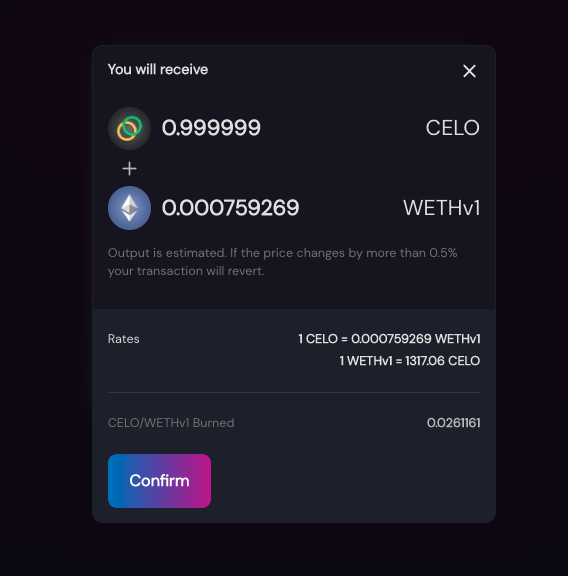 You will receive
0.999999 CELO
+
0.000759269 WETHv1
Output is estimated. If the price changes by more than 0.5%
your transaction will revert.
Rates 1 CELO = 0.000759269 WETHv1
1 WETHv1 = 1317.06 CELO
CELO/WETHv1 Burned 0.0261161
Confirm